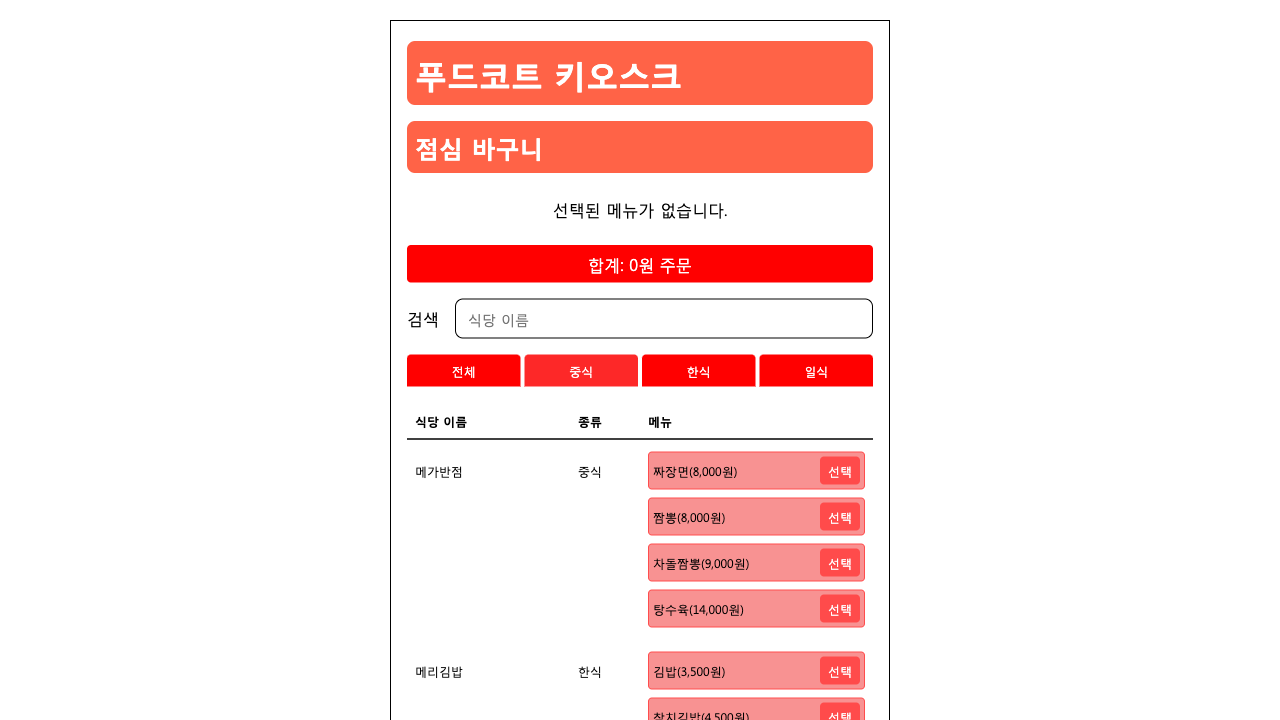 푸드코트 키오스크
점심 바구니
선택된 메뉴가 없습니다.
합계: 0원 주문
검색 식당 이름
전체 중식 한식 일식
식당 이름 종류 메뉴
메가반점 중식 짜장면(8,000원) 선택
짬뽕(8,000원) 선택
차돌짬뽕(9,000원) 선택
탕수육(14,000원) 선택
메리김밥 한식 김밥(3,500원) 선택
참치김밥(4,500원) 선택